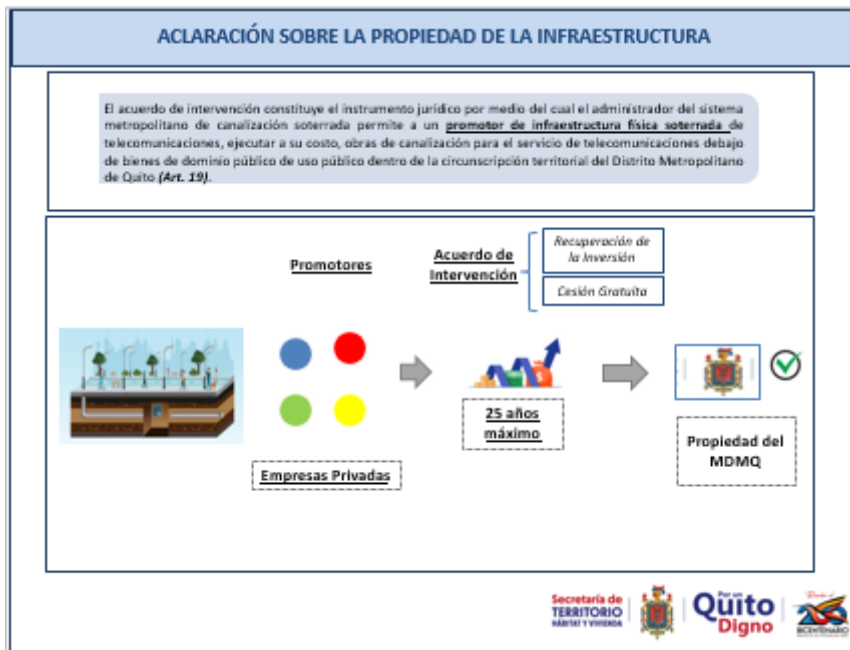 ACLARACIÓN SOBRE LA PROPIEDAD DE LA INFRAESTRUCTURA
El acuerdo de intervención constituye el instrumento jurídico por medio del cual el administrador del sistema
metropolitano de canalización soterrada permite a un promotor de infraestructura física soterrada de
telecomunicaciones, ejecutar a su costo, obras de canalización para el servicio de telecomunicaciones debajo
de bienes de dominio público de uso público dentro de la circunscripción territorial del Distrito Metropolitano
de Quito (Art. 19).
Promotores
Acuerdo de
Intervención
Recuperación de
la Inversión
Cesión Gratuita
25 años
máximo
Empresas Privadas
Propiedad del
MDMQ
Secretaría de
TERRITORIO
HÁBITAT Y VIVIENDA
Por un
Quito
Digno
BICENTENARIO